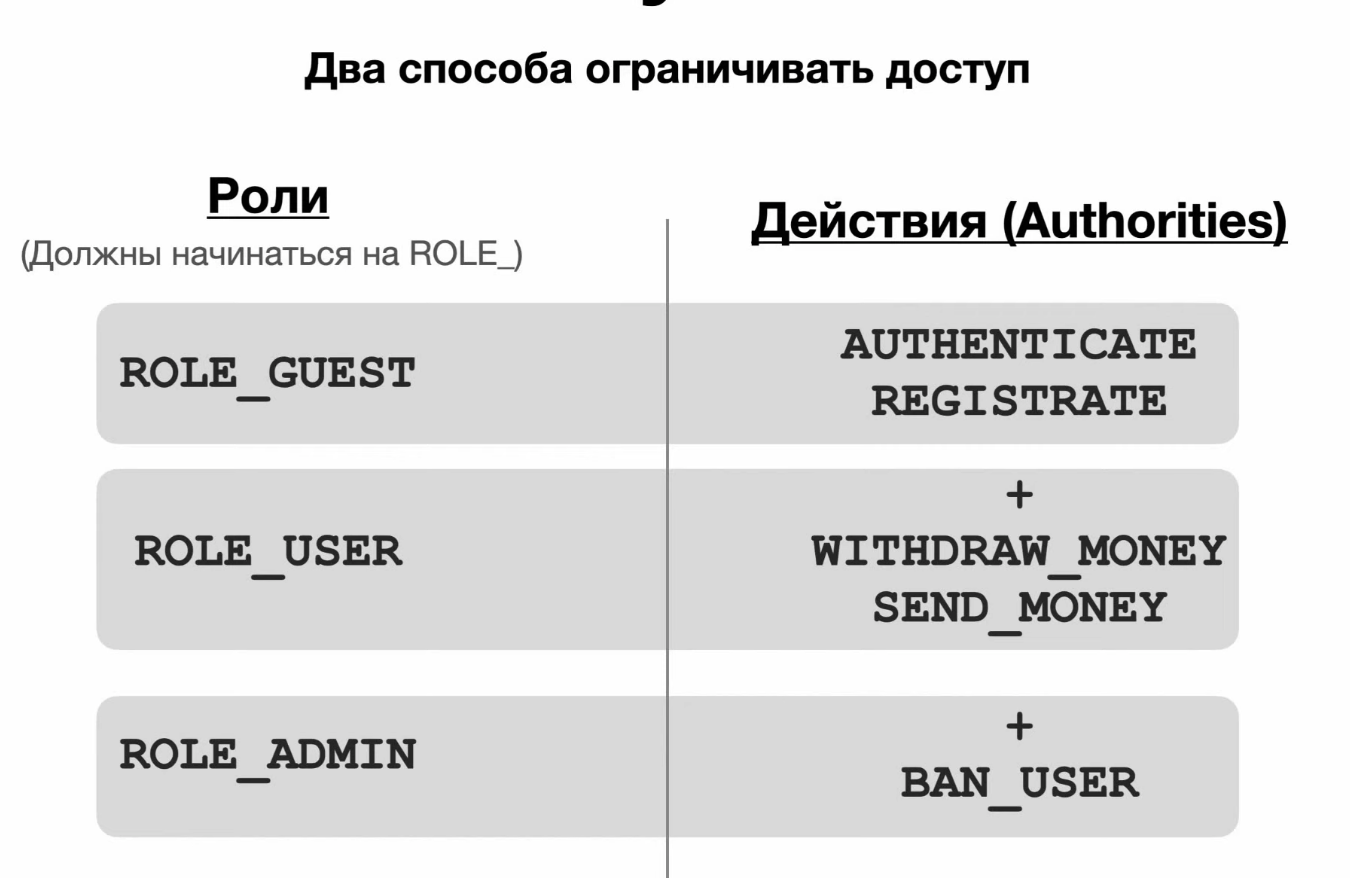 Два способа ограничивать доступ
Роли
(Должны начинаться на ROLE_)
Действия (Authorities)
ROLE_GUEST
AUTHENTICATE
REGISTRATE
ROLE_USER
+
WITHDRAW_MONEY
SEND_MONEY
ROLE_ADMIN
+
BAN_USER